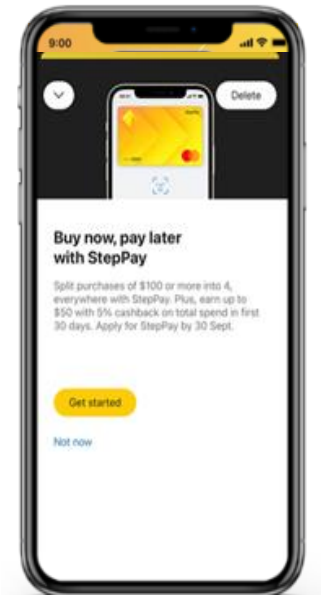 9:00
Delete
Buy now, pay later
with StepPay
Split purchases of $100 or more into 4,
everywhere with StepPay. Plus, earn up to
$50 with 5% cashback on total spend in first
30 days. Apply for StepPay by 30 Sept.
Get started
Not now